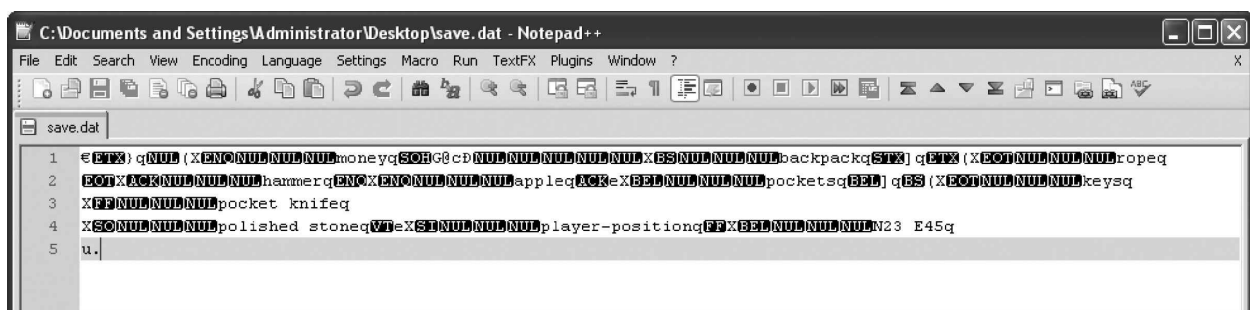 C:\Documents and Settings\Administrator\Desktop\save.dat - Notepad++
File Edit Search View Encoding Language Settings Macro Run TextFX Plugins Window ? X
save.dat
1 €ETX}qNUL(XENQNULNULNULmoneyqSOHG@cÐNULNULNULNULNULXBSNULNULNULbackpackqSTX]qETX(XEOTNULNULNULropeq
2 EOTXACKNULNULNULhammerqENQXENQNULNULNULappleqACKeXBELNULNULNULpocketsqBEL]qBS(XEOTNULNULNULkeysq
3 XFFNULNULNULpocket knifeq
4 XSONULNULNULpolished stoneqVTeXSINULNULNULplayer-positionqFFXBELNULNULNULN23 E45q
5 u.